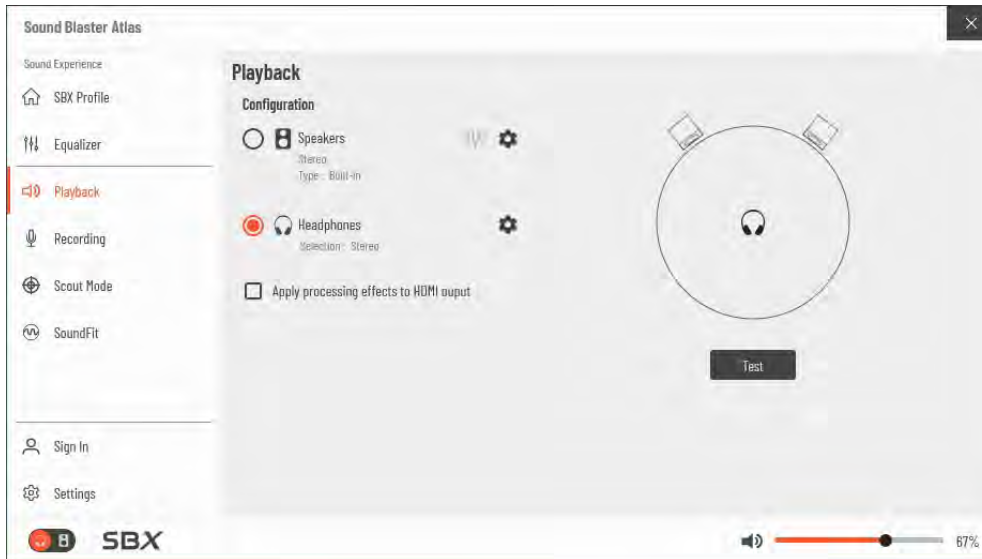 Sound Blaster Atlas
Sound Experience
SBX Profile
Equalizer
Playback
Recording
Scout Mode
SoundFit
Sign In
Settings
SBX
Playback
Configuration
Speakers
Stereo
Type : Built-in
Headphones
Selection : Stereo
Apply processing effects to HDMI ouput
Test
67%